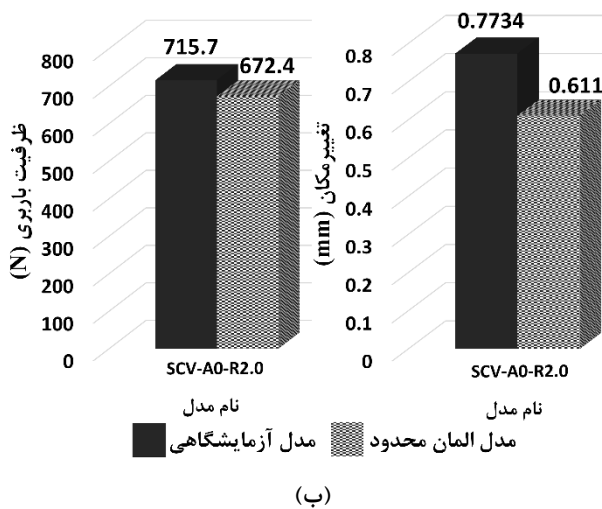 715.7
672.4
ظرفیت باربری (N)
800
700
600
500
400
300
200
100
0
SCV-A0-R2.0
نام مدل
0.7734
0.611
تغییرمکان (mm)
0.8
0.7
0.6
0.5
0.4
0.3
0.2
0.1
0
SCV-A0-R2.0
نام مدل
مدل آزمایشگاهی
مدل المان محدود
(ب)